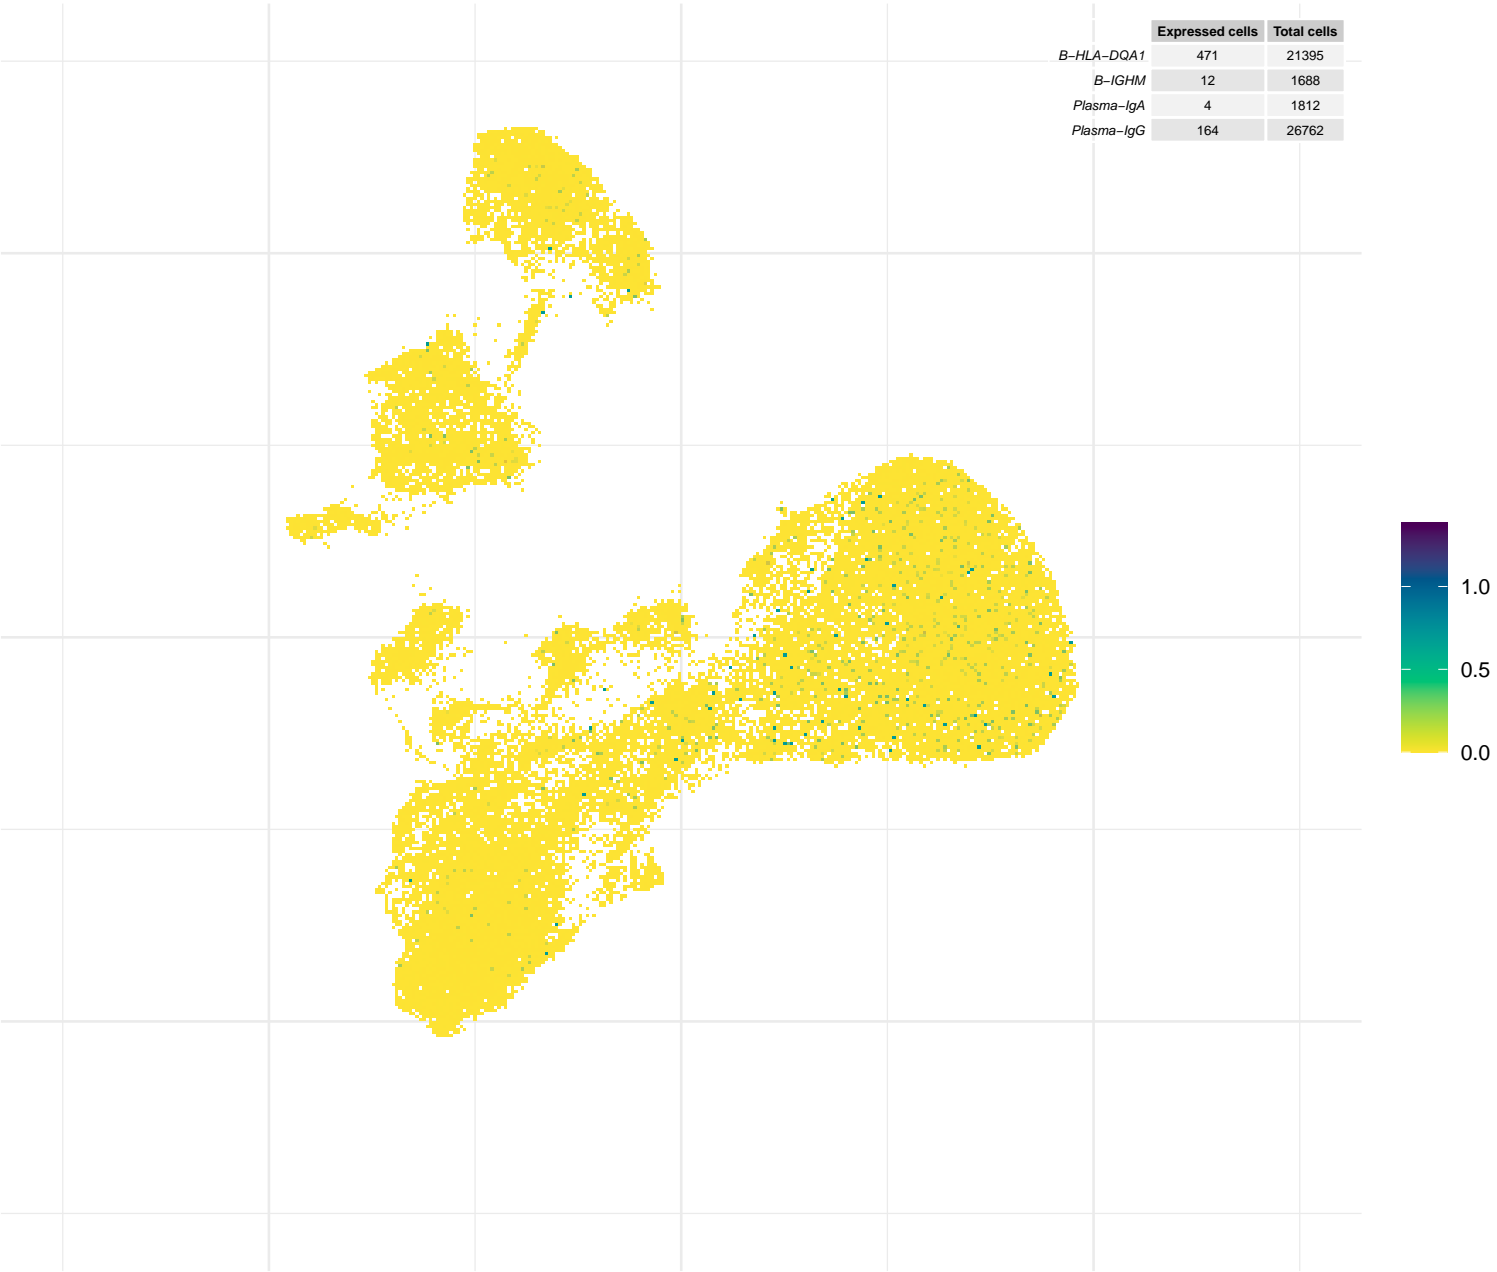 Expressed cells Total cells
B−HLA−DQA1 471 21395
B−IGHM 12 1688
Plasma−IgA 4 1812
Plasma−IgG 164 26762
1.0
0.5
0.0